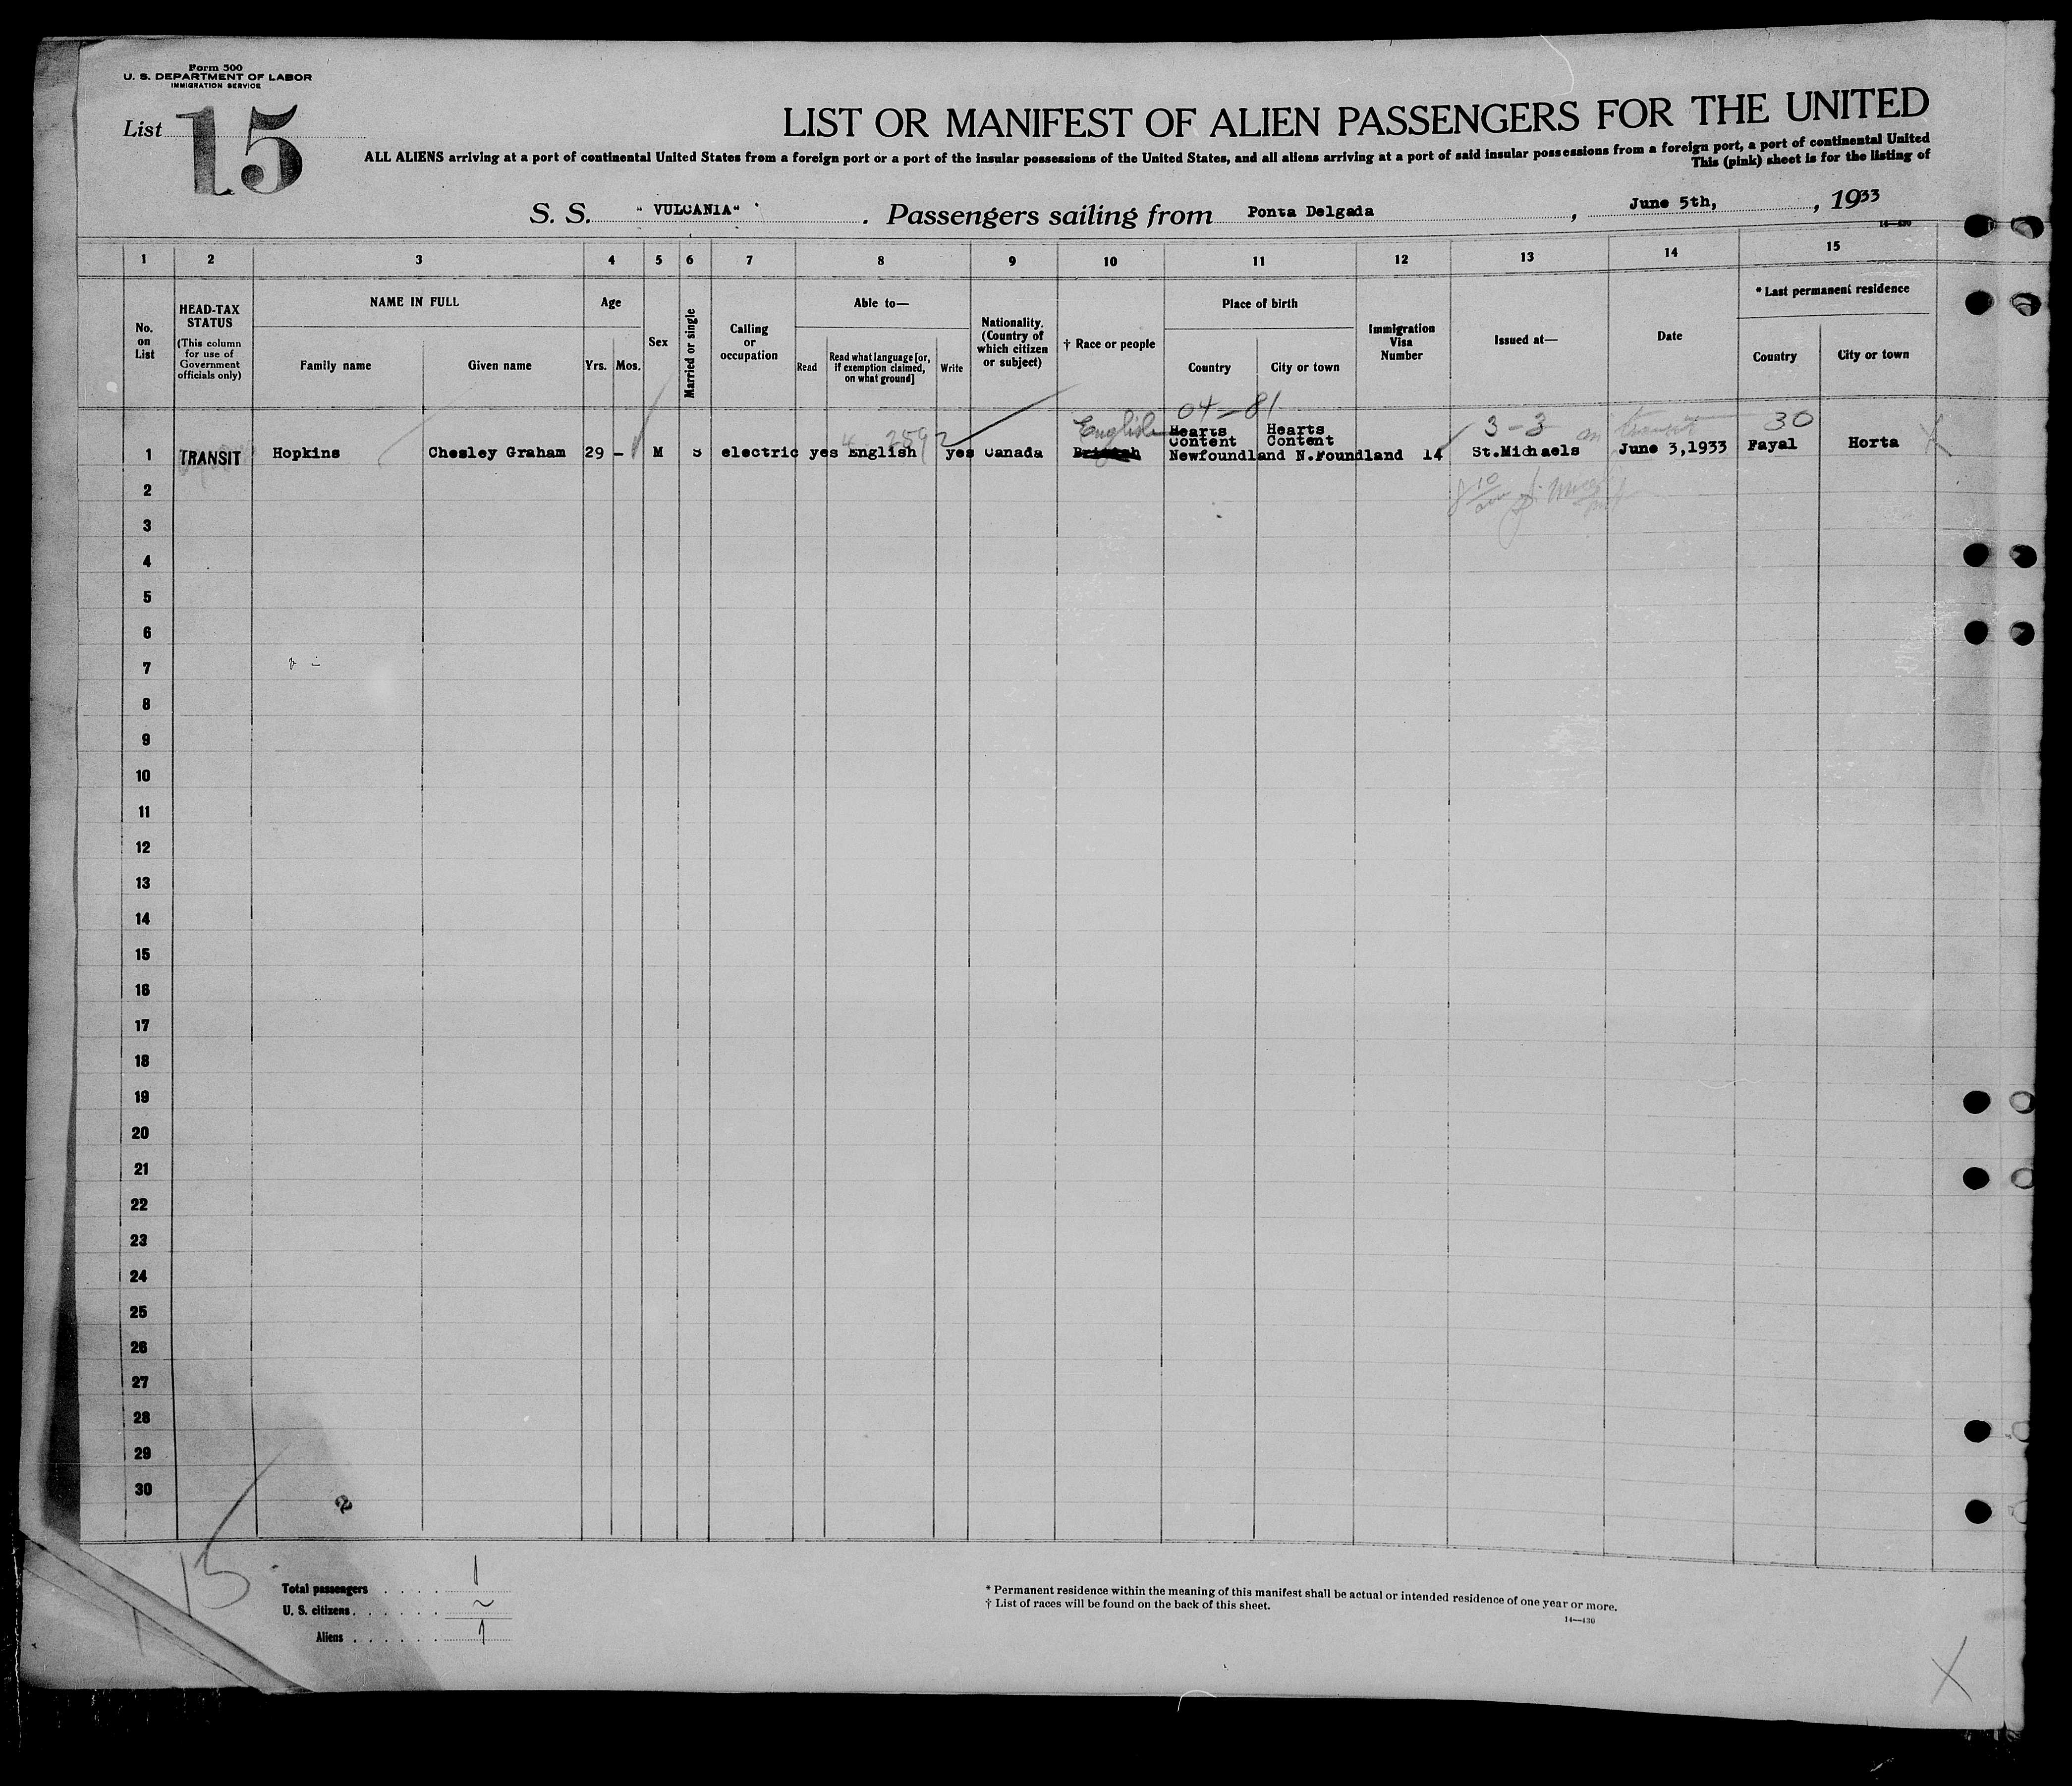 Form 500
U. S. DEPARTMENT OF LABOR
IMMIGRATION SERVICE
List 15
LIST OR MANIFEST OF ALIEN PASSENGERS FOR THE UNITED
ALL ALIENS arriving at a port of continental United States from a foreign port or a port of the insular possessions of the United States, and all aliens arriving at a port of said insular possessions from a foreign port, a port of continental United
This (pink) sheet is for the listing of
S. S. "VULCANIA" . Passengers sailing from Ponta Delgada , June 5th, , 1933
14—430
1 2 3 4 5 6 7 8 9 10 11 12 13 14 15
No. on List
HEAD-TAX STATUS
(This column for use of Government officials only)
NAME IN FULL
Family name Given name
Age
Yrs. Mos.
Sex
Married or single
Calling or occupation
Able to—
Read
Read what language [or, if exemption claimed, on what ground]
Write
Nationality. (Country of which citizen or subject)
† Race or people
Place of birth
Country City or town
Immigration Visa Number
Issued at—
Date
* Last permanent residence
Country City or town
04-81
English Hearts Hearts 3-3 transit 30
Content Content
1 TRANSIT Hopkins Chesley Graham 29 - M S electric yes English yes Canada British Newfoundland N.Foundland 14 St.Michaels June 3,1933 Fayal Horta
2
3
4
5
6
7
8
9
10
11
12
13
14
15
16
17
18
19
20
21
22
23
24
25
26
27
28
29
30
2
15
Total passengers . . . . 1
U. S. citizens . . . . . . ~
Aliens . . . . . . 1
* Permanent residence within the meaning of this manifest shall be actual or intended residence of one year or more.
† List of races will be found on the back of this sheet.
14—430
X